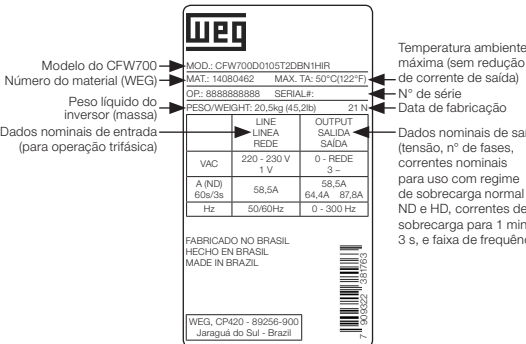 weg
MOD.: CFW700D0105T2DBN1HIR
MAT.: 14080462 MAX. TA: 50°C(122°F)
OP.: 8888888888 SERIAL#:
PESO/WEIGHT: 20,5kg (45,2lb) 21 N
LINE OUTPUT
LINEA SALIDA
REDE SAÍDA
VAC 220 - 230 V 0 - REDE
1 V 3 ~
A (ND) 58,5A 58,5A
60s/3s 64,4A 87,8A
Hz 50/60Hz 0 - 300 Hz
FABRICADO NO BRASIL
HECHO EN BRASIL
MADE IN BRAZIL
7 909322 381763
WEG, CP420 - 89256-900
Jaraguá do Sul - Brazil
Modelo do CFW700
Número do material (WEG)
Peso líquido do
inversor (massa)
Dados nominais de entrada
(para operação trifásica)
Temperatura ambiente
máxima (sem redução
de corrente de saída)
N° de série
Data de fabricação
Dados nominais de sa
(tensão, n° de fases,
correntes nominais
para uso com regime
de sobrecarga normal
ND e HD, correntes de
sobrecarga para 1 min
3 s, e faixa de frequên